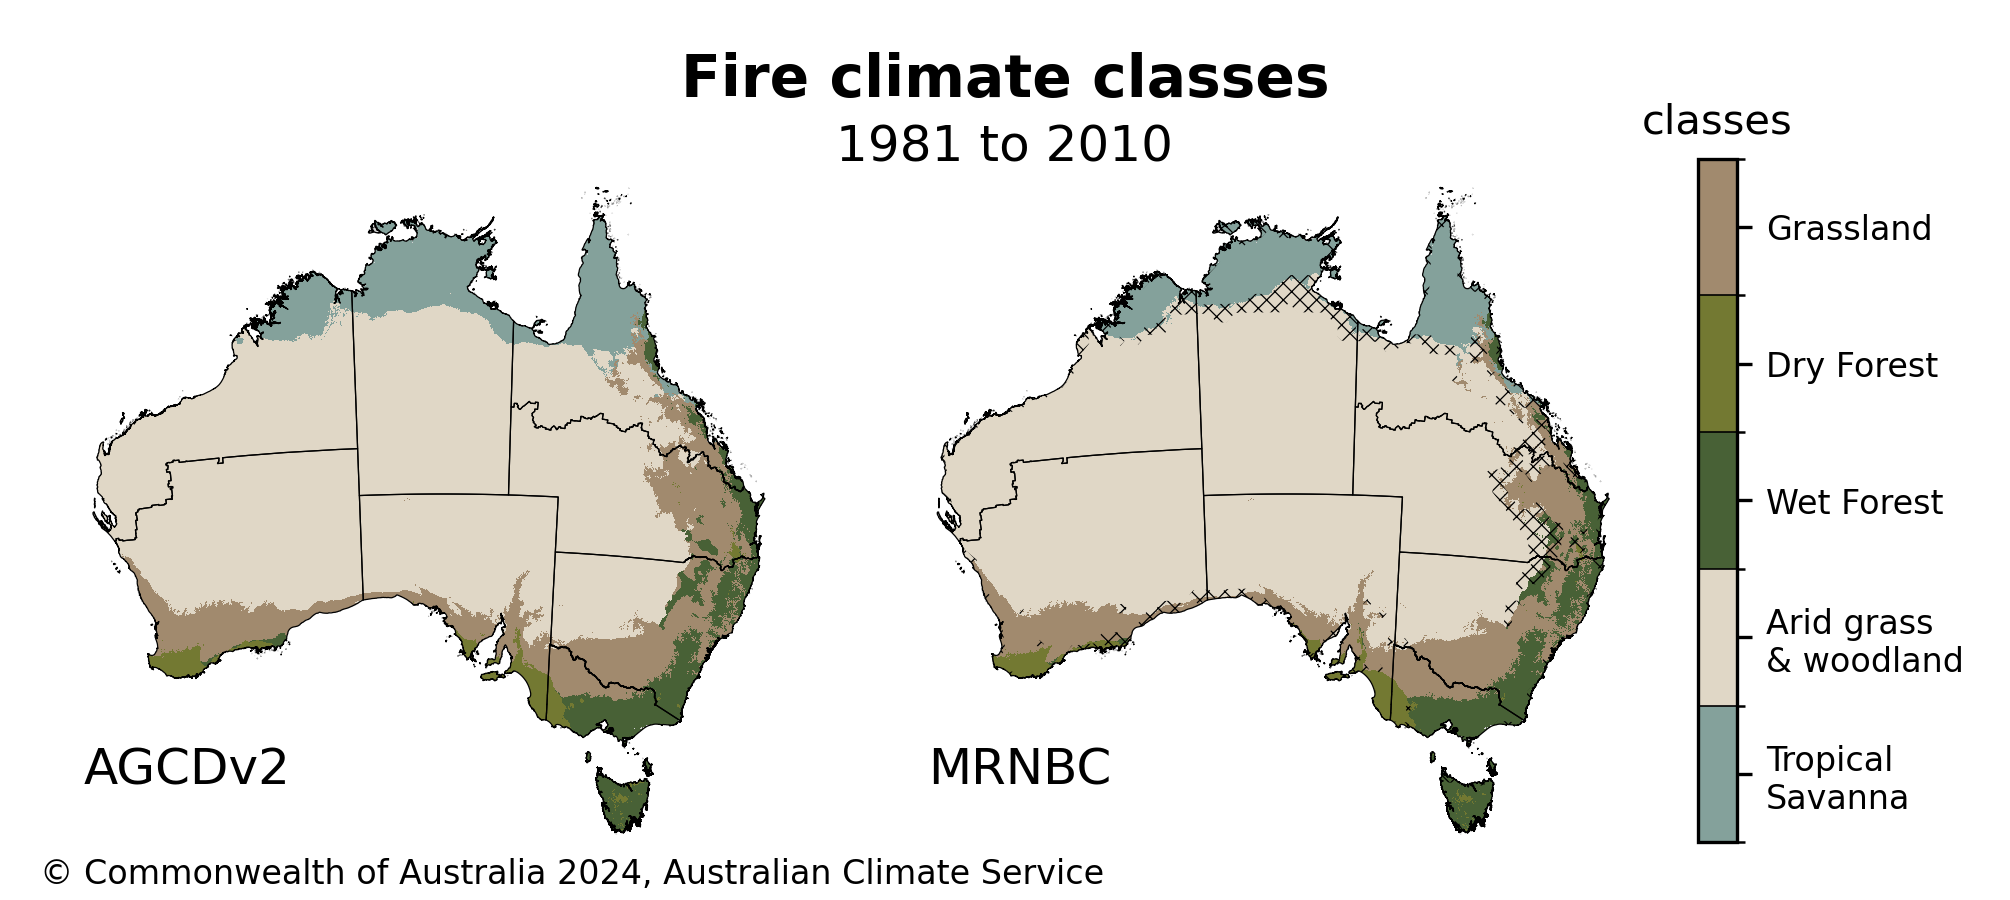 Fire climate classes
1981 to 2010
classes
Grassland
Dry Forest
Wet Forest
Arid grass
& woodland
Tropical
Savanna
AGCDv2
MRNBC
© Commonwealth of Australia 2024, Australian Climate Service